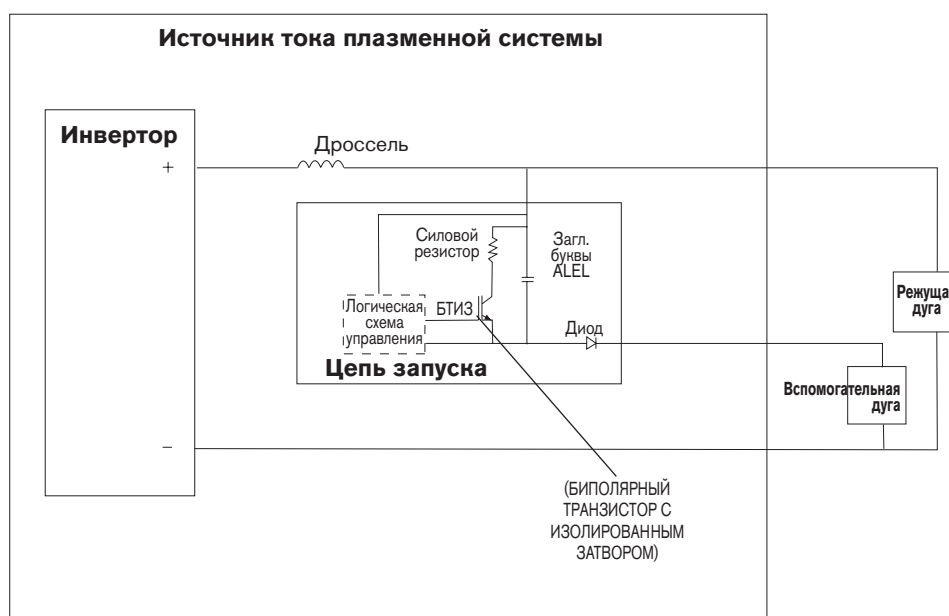 Источник тока плазменной системы
Инвертор
+
Дроссель
Силовой
резистор
Загл.
буквы
ALEL
Логическая
схема
управления
БТИЗ
Диод
Цепь запуска
Режуща
дуга
Вспомогательная
дуга
–
(БИПОЛЯРНЫЙ
ТРАНЗИСТОР С
ИЗОЛИРОВАННЫМ
ЗАТВОРОМ)